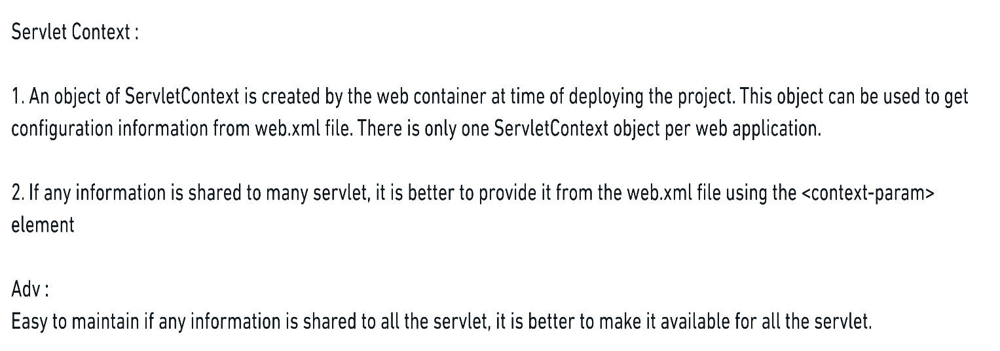 Servlet Context :
1. An object of ServletContext is created by the web container at time of deploying the project. This object can be used to get
configuration information from web.xml file. There is only one ServletContext object per web application.
2. If any information is shared to many servlet, it is better to provide it from the web.xml file using the <context-param>
element
Adv :
Easy to maintain if any information is shared to all the servlet, it is better to make it available for all the servlet.